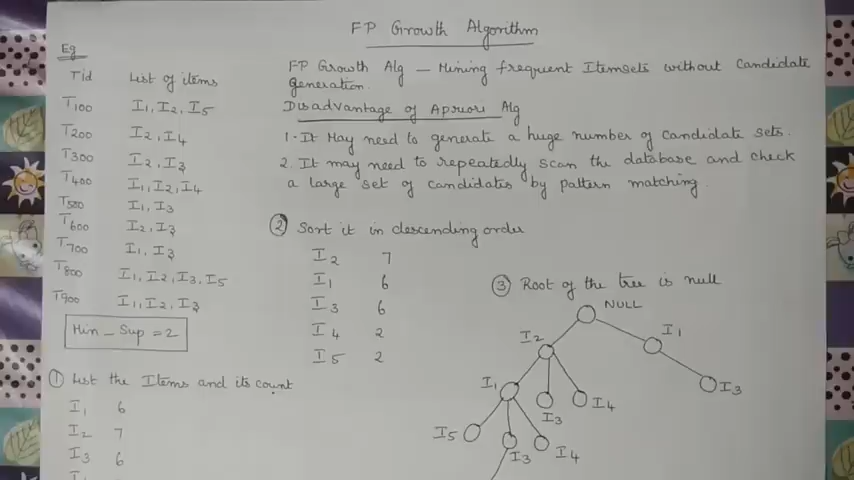 FP Growth Algorithm
Eg
Tid List of items
T100 I1, I2, I5
T200 I2, I4
T300 I2, I3
T400 I1, I2, I4
T500 I1, I3
T600 I2, I3
T700 I1, I3
T800 I1, I2, I3, I5
T900 I1, I2, I3
Min_Sup = 2
① List the Items and its count
I1 6
I2 7
I3 6
FP Growth Alg – Mining frequent Itemsets without Candidate
generation.
Disadvantage of Apriori Alg
1. It May need to generate a huge number of candidate sets.
2. It may need to repeatedly scan the database and check
a large set of candidates by pattern matching.
② Sort it in descending order
I2 7
I1 6
I3 6
I4 2
I5 2
③ Root of the tree is null
NULL
I2 I1
I1 I3 I4 I3
I5 I3 I4